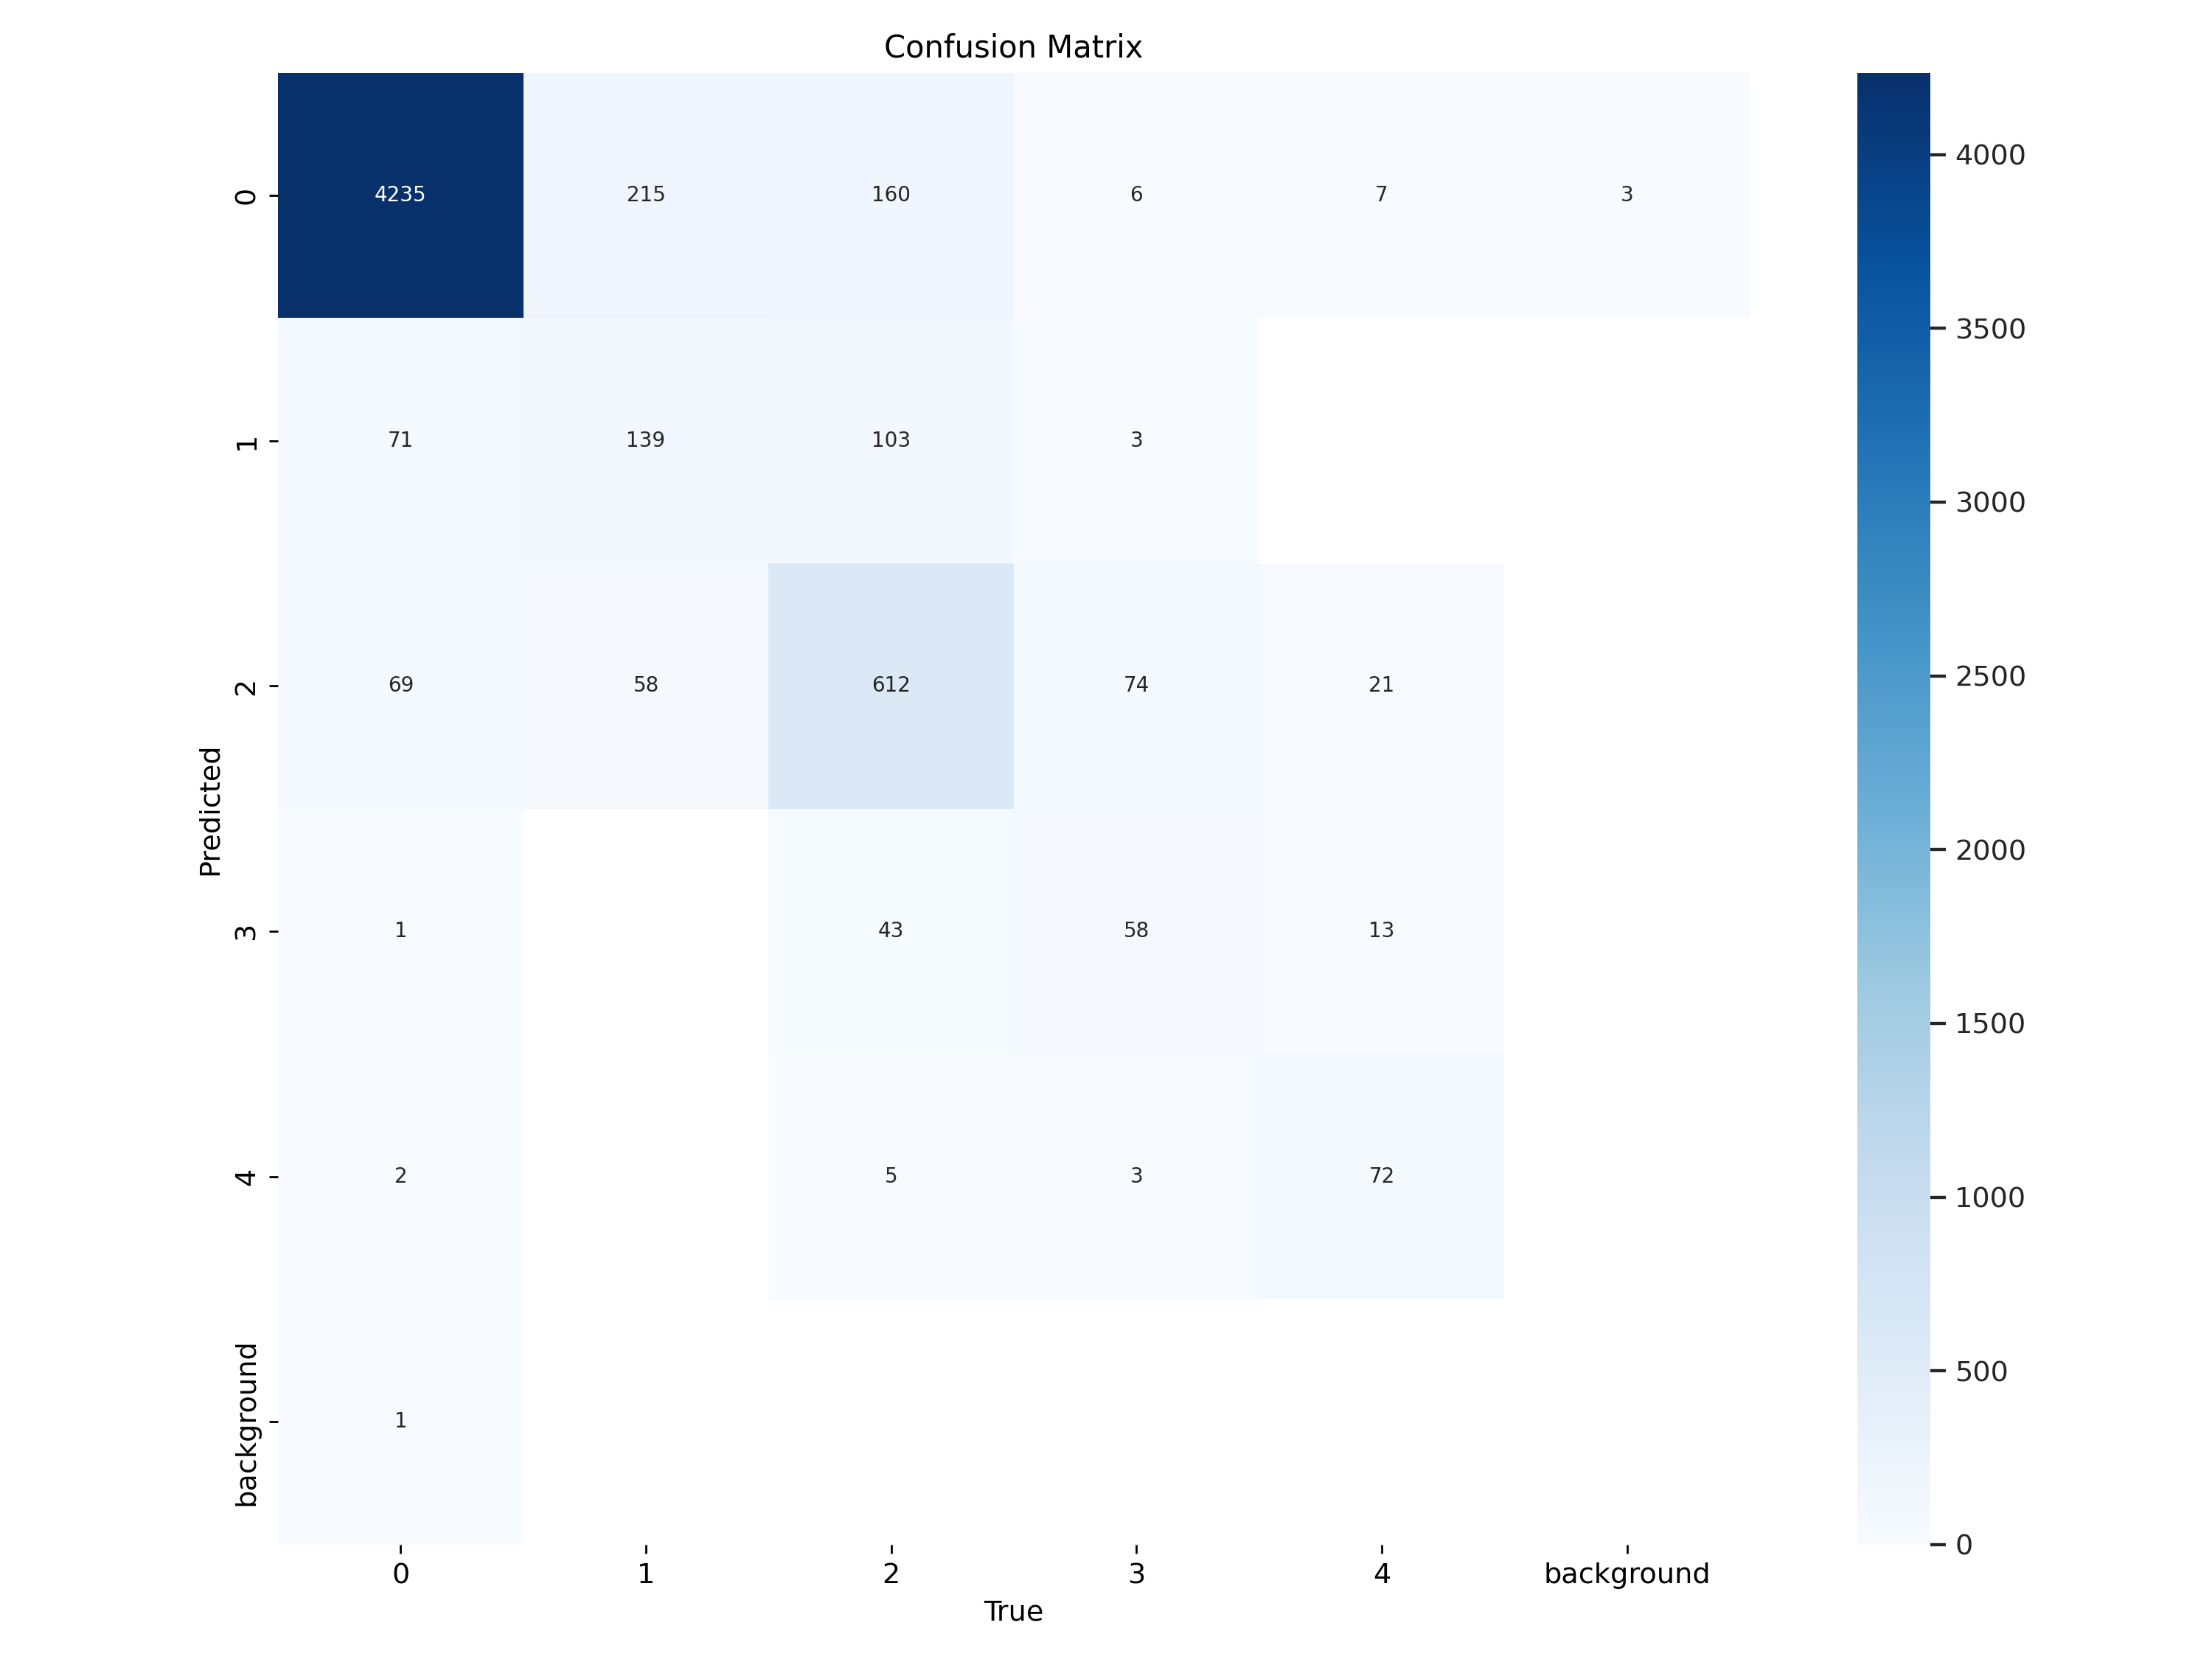 Confusion Matrix
0 4235 215 160 6 7 3
1 71 139 103 3
2 69 58 612 74 21
3 1 43 58 13
4 2 5 3 72
background 1
0 1 2 3 4 background
True
Predicted
4000
3500
3000
2500
2000
1500
1000
500
0